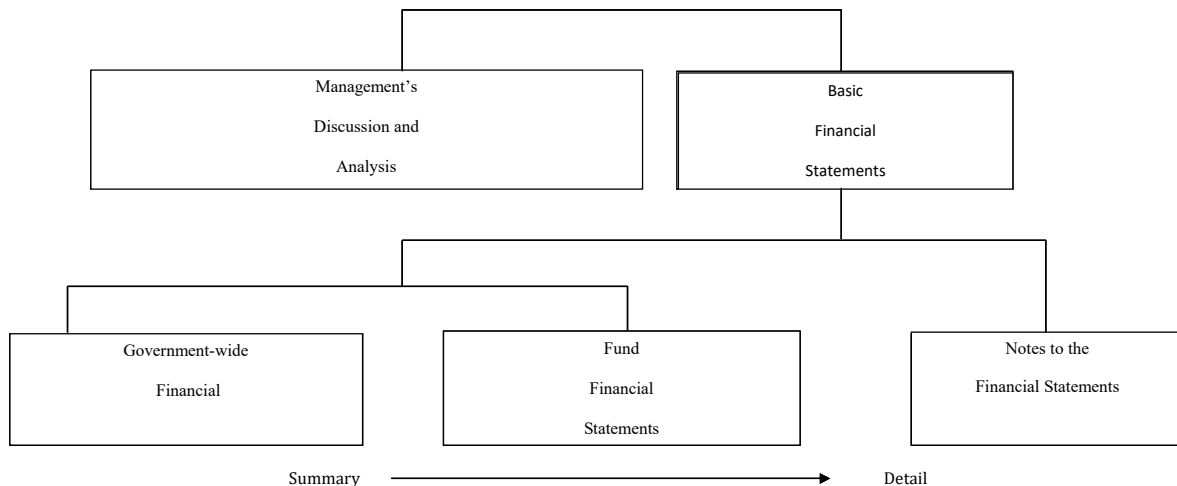 Management’s
Discussion and
Analysis
Basic
Financial
Statements
Government-wide
Financial
Fund
Financial
Statements
Notes to the
Financial Statements
Summary
Detail